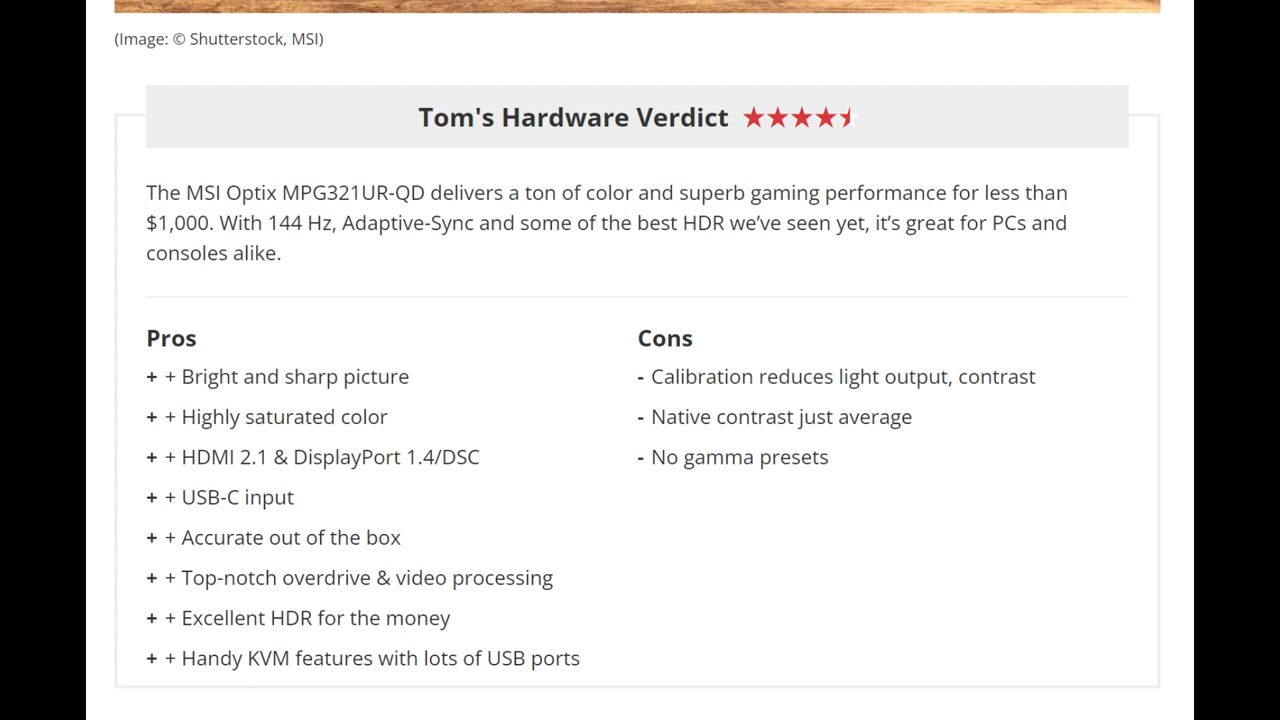 (Image: © Shutterstock, MSI)
Tom's Hardware Verdict ★★★★⯨
The MSI Optix MPG321UR-QD delivers a ton of color and superb gaming performance for less than
$1,000. With 144 Hz, Adaptive-Sync and some of the best HDR we’ve seen yet, it’s great for PCs and
consoles alike.
Pros
+ + Bright and sharp picture
+ + Highly saturated color
+ + HDMI 2.1 & DisplayPort 1.4/DSC
+ + USB-C input
+ + Accurate out of the box
+ + Top-notch overdrive & video processing
+ + Excellent HDR for the money
+ + Handy KVM features with lots of USB ports
Cons
- Calibration reduces light output, contrast
- Native contrast just average
- No gamma presets